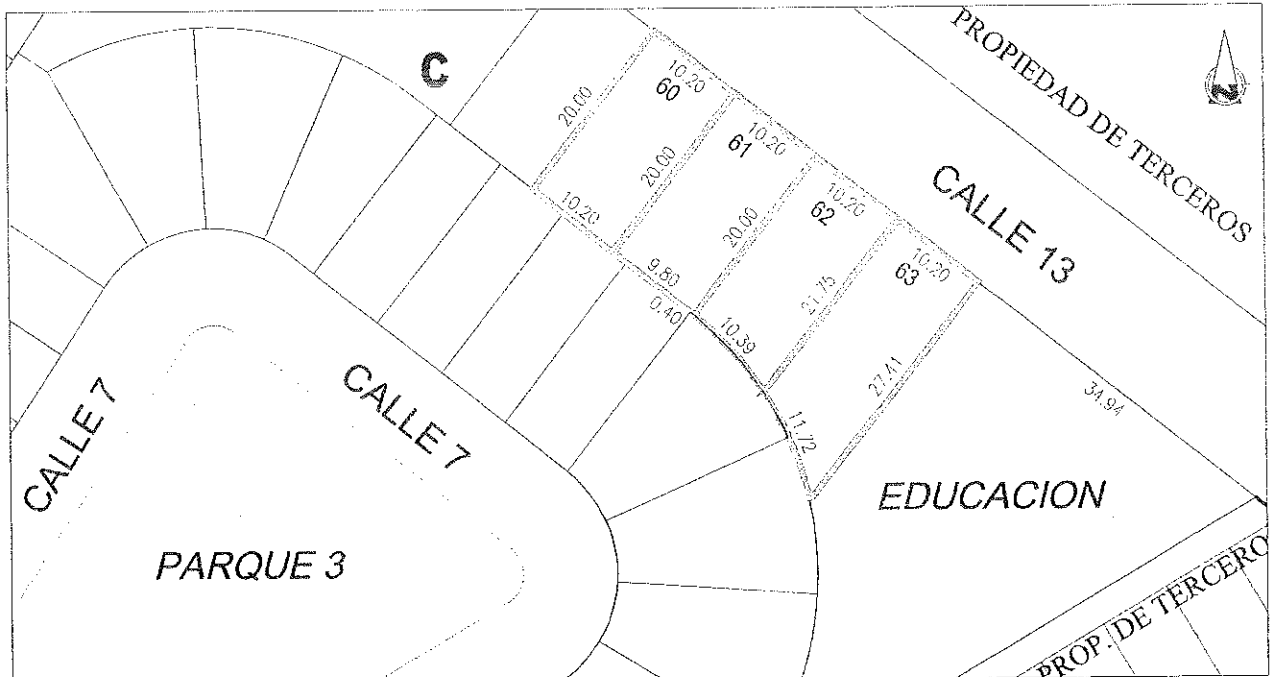 C
PROPIEDAD DE TERCEROS
N
10.20
60
20.00
10.20
61
20.00
10.20
62
20.00
10.20
63
21.75
27.41
10.20
9.80
0.40
10.39
11.72
CALLE 13
34.94
CALLE 7
CALLE 7
PARQUE 3
EDUCACION
PROP. DE TERCERO